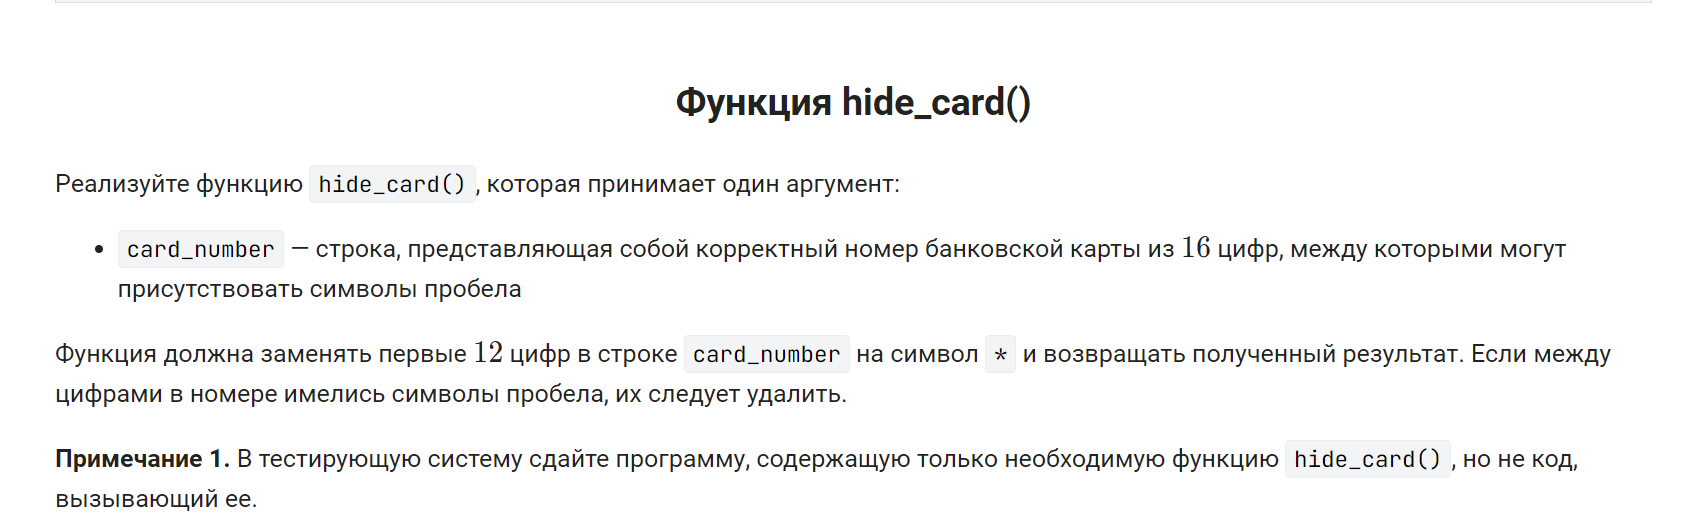 Функция hide_card()
Реализуйте функцию hide_card(), которая принимает один аргумент:
• card_number — строка, представляющая собой корректный номер банковской карты из 16 цифр, между которыми могут
присутствовать символы пробела
Функция должна заменять первые 12 цифр в строке card_number на символ * и возвращать полученный результат. Если между
цифрами в номере имелись символы пробела, их следует удалить.
Примечание 1. В тестирующую систему сдайте программу, содержащую только необходимую функцию hide_card(), но не код,
вызывающий ее.